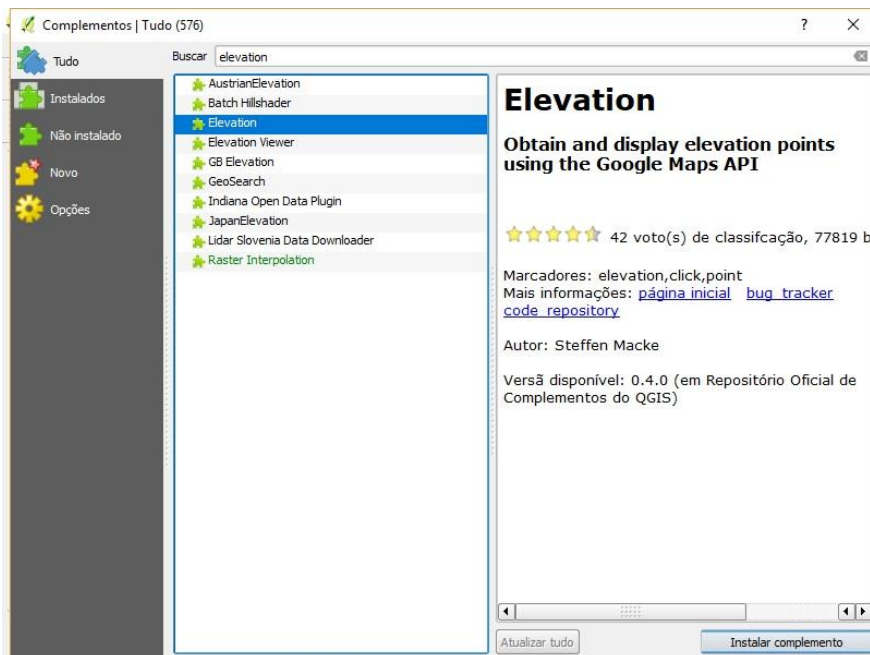 Complementos | Tudo (576)
?
Tudo
Instalados
Não instalado
Novo
Opções
Buscar
elevation
AustrianElevation
Batch Hillshader
Elevation
Elevation Viewer
GB Elevation
GeoSearch
Indiana Open Data Plugin
JapanElevation
Lidar Slovenia Data Downloader
Raster Interpolation
Elevation
Obtain and display elevation points
using the Google Maps API
42 voto(s) de classifcação, 77819 b
Marcadores: elevation,click,point
Mais informações: página inicial bug tracker
code repository
Autor: Steffen Macke
Versã disponível: 0.4.0 (em Repositório Oficial de
Complementos do QGIS)
Atualizar tudo
Instalar complemento